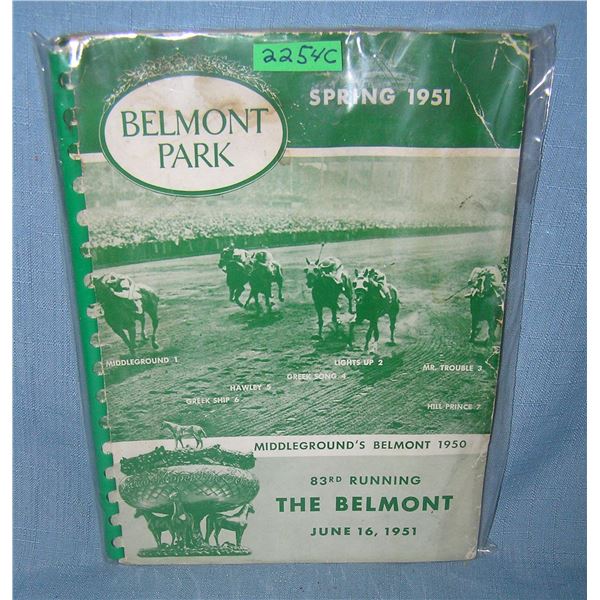 2254C
SPRING 1951
BELMONT
PARK
MIDDLEGROUND 1
LIGHTS UP 2
MR. TROUBLE 3
GREEK SONG 4
HAWLEY 5
GREEK SHIP 6
HILL PRINCE 7
MIDDLEGROUND'S BELMONT 1950
83RD RUNNING
THE BELMONT
JUNE 16, 1951